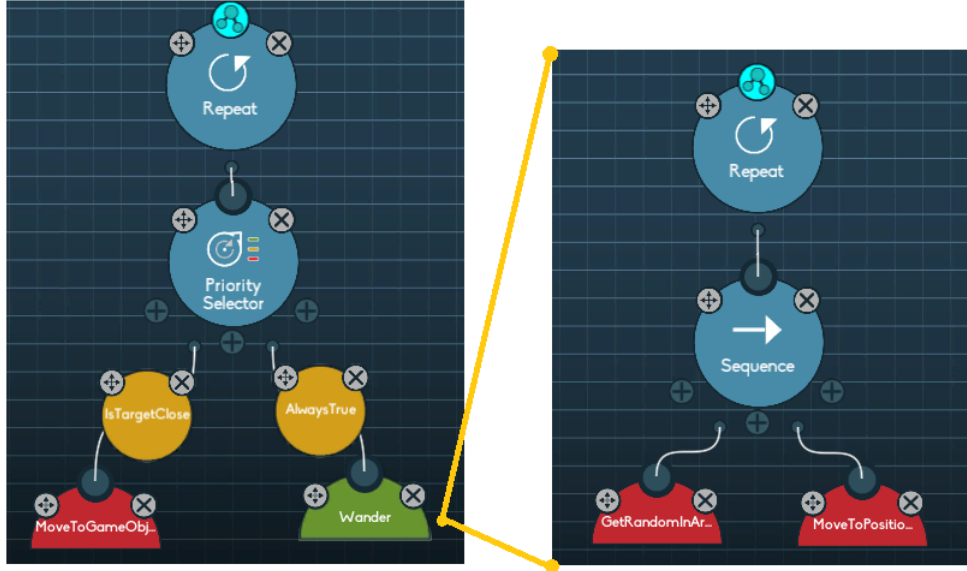 Repeat
Priority
Selector
IsTargetClose
AlwaysTrue
MoveToGameObj...
Wander
Repeat
Sequence
GetRandomInAr...
MoveToPositio...